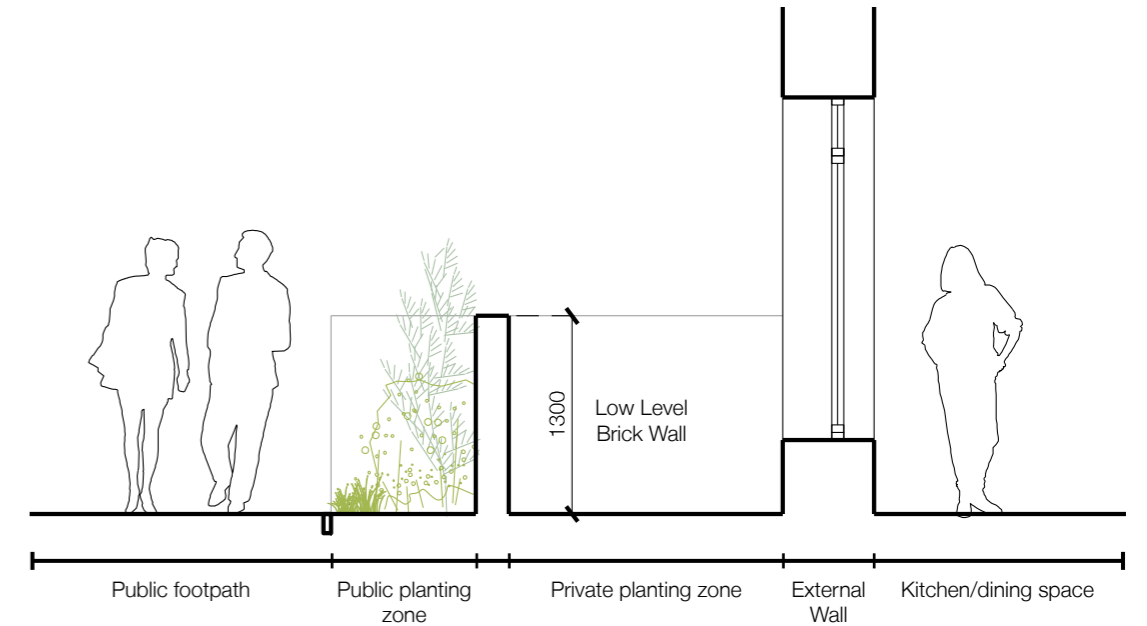 1300
Low Level
Brick Wall
Public footpath
Public planting
zone
Private planting zone
External
Wall
Kitchen/dining space